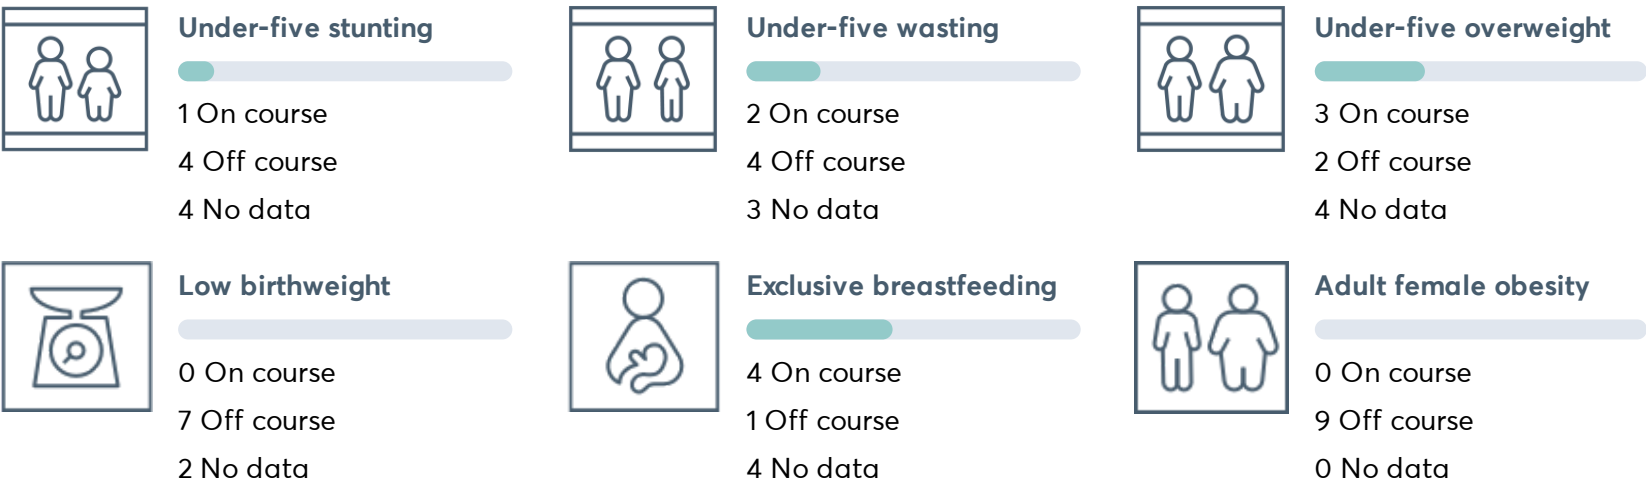 Under-five stunting
1 On course
4 Off course
4 No data
Under-five wasting
2 On course
4 Off course
3 No data
Under-five overweight
3 On course
2 Off course
4 No data
Low birthweight
0 On course
7 Off course
2 No data
Exclusive breastfeeding
4 On course
1 Off course
4 No data
Adult female obesity
0 On course
9 Off course
0 No data